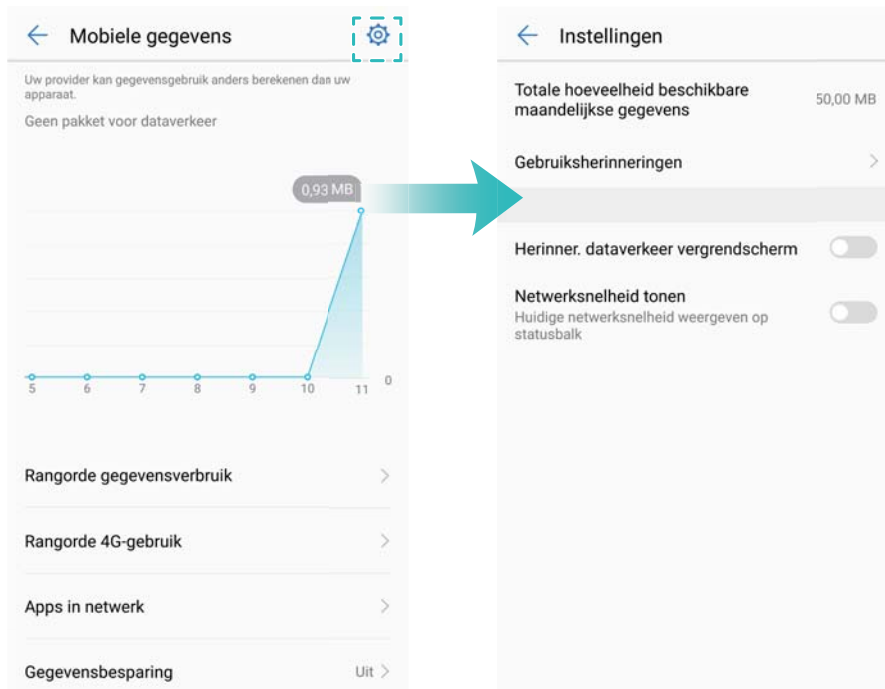 Mobiele gegevens
Uw provider kan gegevensgebruik anders berekenen dan uw
apparaat.
Geen pakket voor dataverkeer
0,93 MB
0
5 6 7 8 9 10 11
Rangorde gegevensverbruik
Rangorde 4G-gebruik
Apps in netwerk
Gegevensbesparing Uit
Instellingen
Totale hoeveelheid beschikbare
maandelijkse gegevens
50,00 MB
Gebruiksherinneringen
Herinner. dataverkeer vergrendscherm
Netwerksnelheid tonen
Huidige netwerksnelheid weergeven op
statusbalk